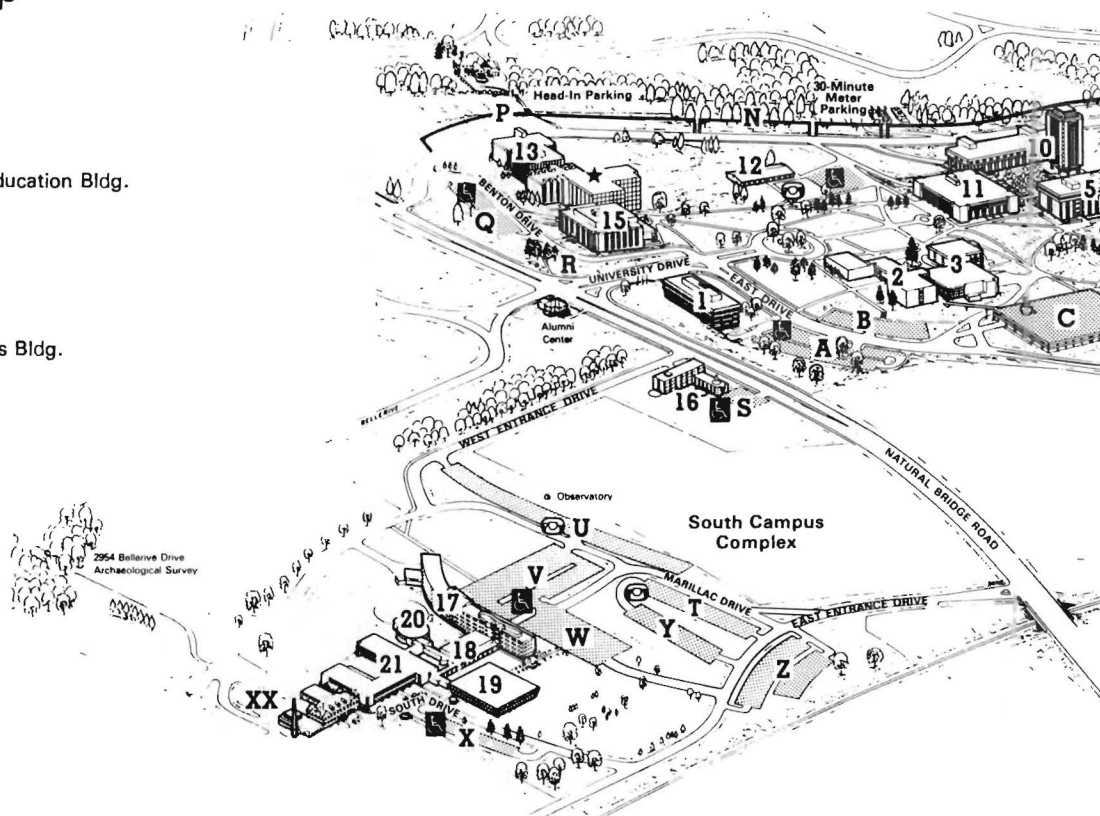 Head-In Parking
30-Minute
Meter
Parking
P
N
13
12
10
11
5
ducation Bldg.
BENTON DRIVE
Q
15
R
UNIVERSITY DRIVE
EAST DRIVE
1
2
3
B
C
A
Alumni
Center
s Bldg.
16
S
BELLERIVE
WEST ENTRANCE DRIVE
NATURAL BRIDGE ROAD
Observatory
U
South Campus
Complex
2954 Bellerive Drive
Archaeological Survey
V
MARILLAC DRIVE
T
EAST ENTRANCE DRIVE
17
Y
W
20
18
21
19
Z
XX
SOUTH DRIVE
X